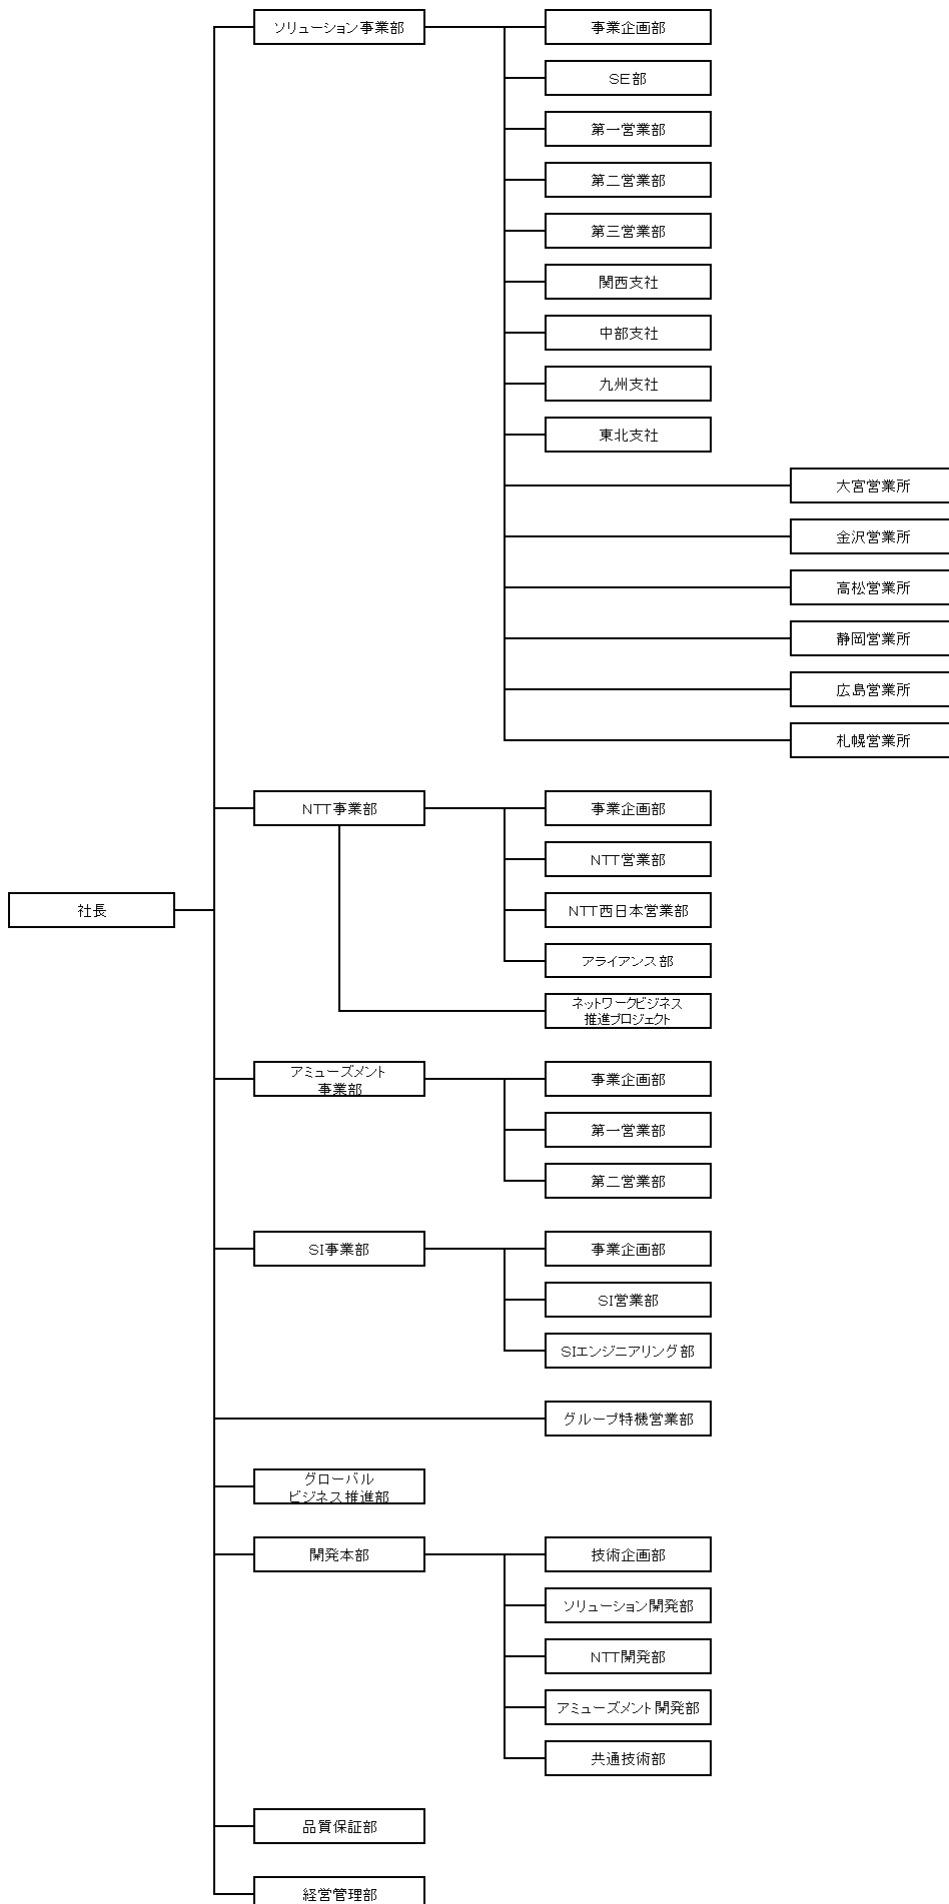 ソリューション事業部
事業企画部
SE部
第一営業部
第二営業部
第三営業部
関西支社
中部支社
九州支社
東北支社
大宮営業所
金沢営業所
高松営業所
静岡営業所
広島営業所
札幌営業所
NTT事業部
事業企画部
NTT営業部
社長
NTT西日本営業部
アライアンス部
ネットワークビジネス
推進プロジェクト
アミューズメント
事業部
事業企画部
第一営業部
第二営業部
SI事業部
事業企画部
SI営業部
SIエンジニアリング部
グループ特機営業部
グローバル
ビジネス推進部
開発本部
技術企画部
ソリューション開発部
NTT開発部
アミューズメント開発部
共通技術部
品質保証部
経営管理部